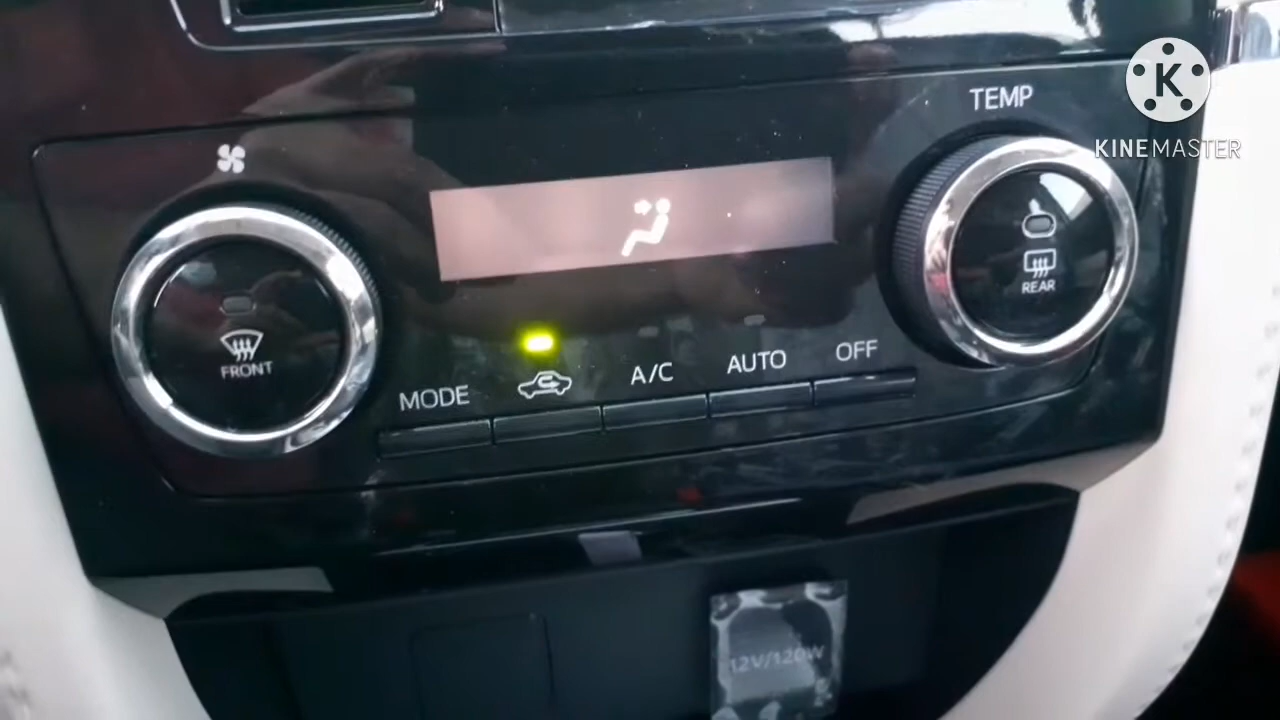 TEMP
K
KINEMASTER
FRONT
REAR
MODE
A/C
AUTO
OFF
12V/120W